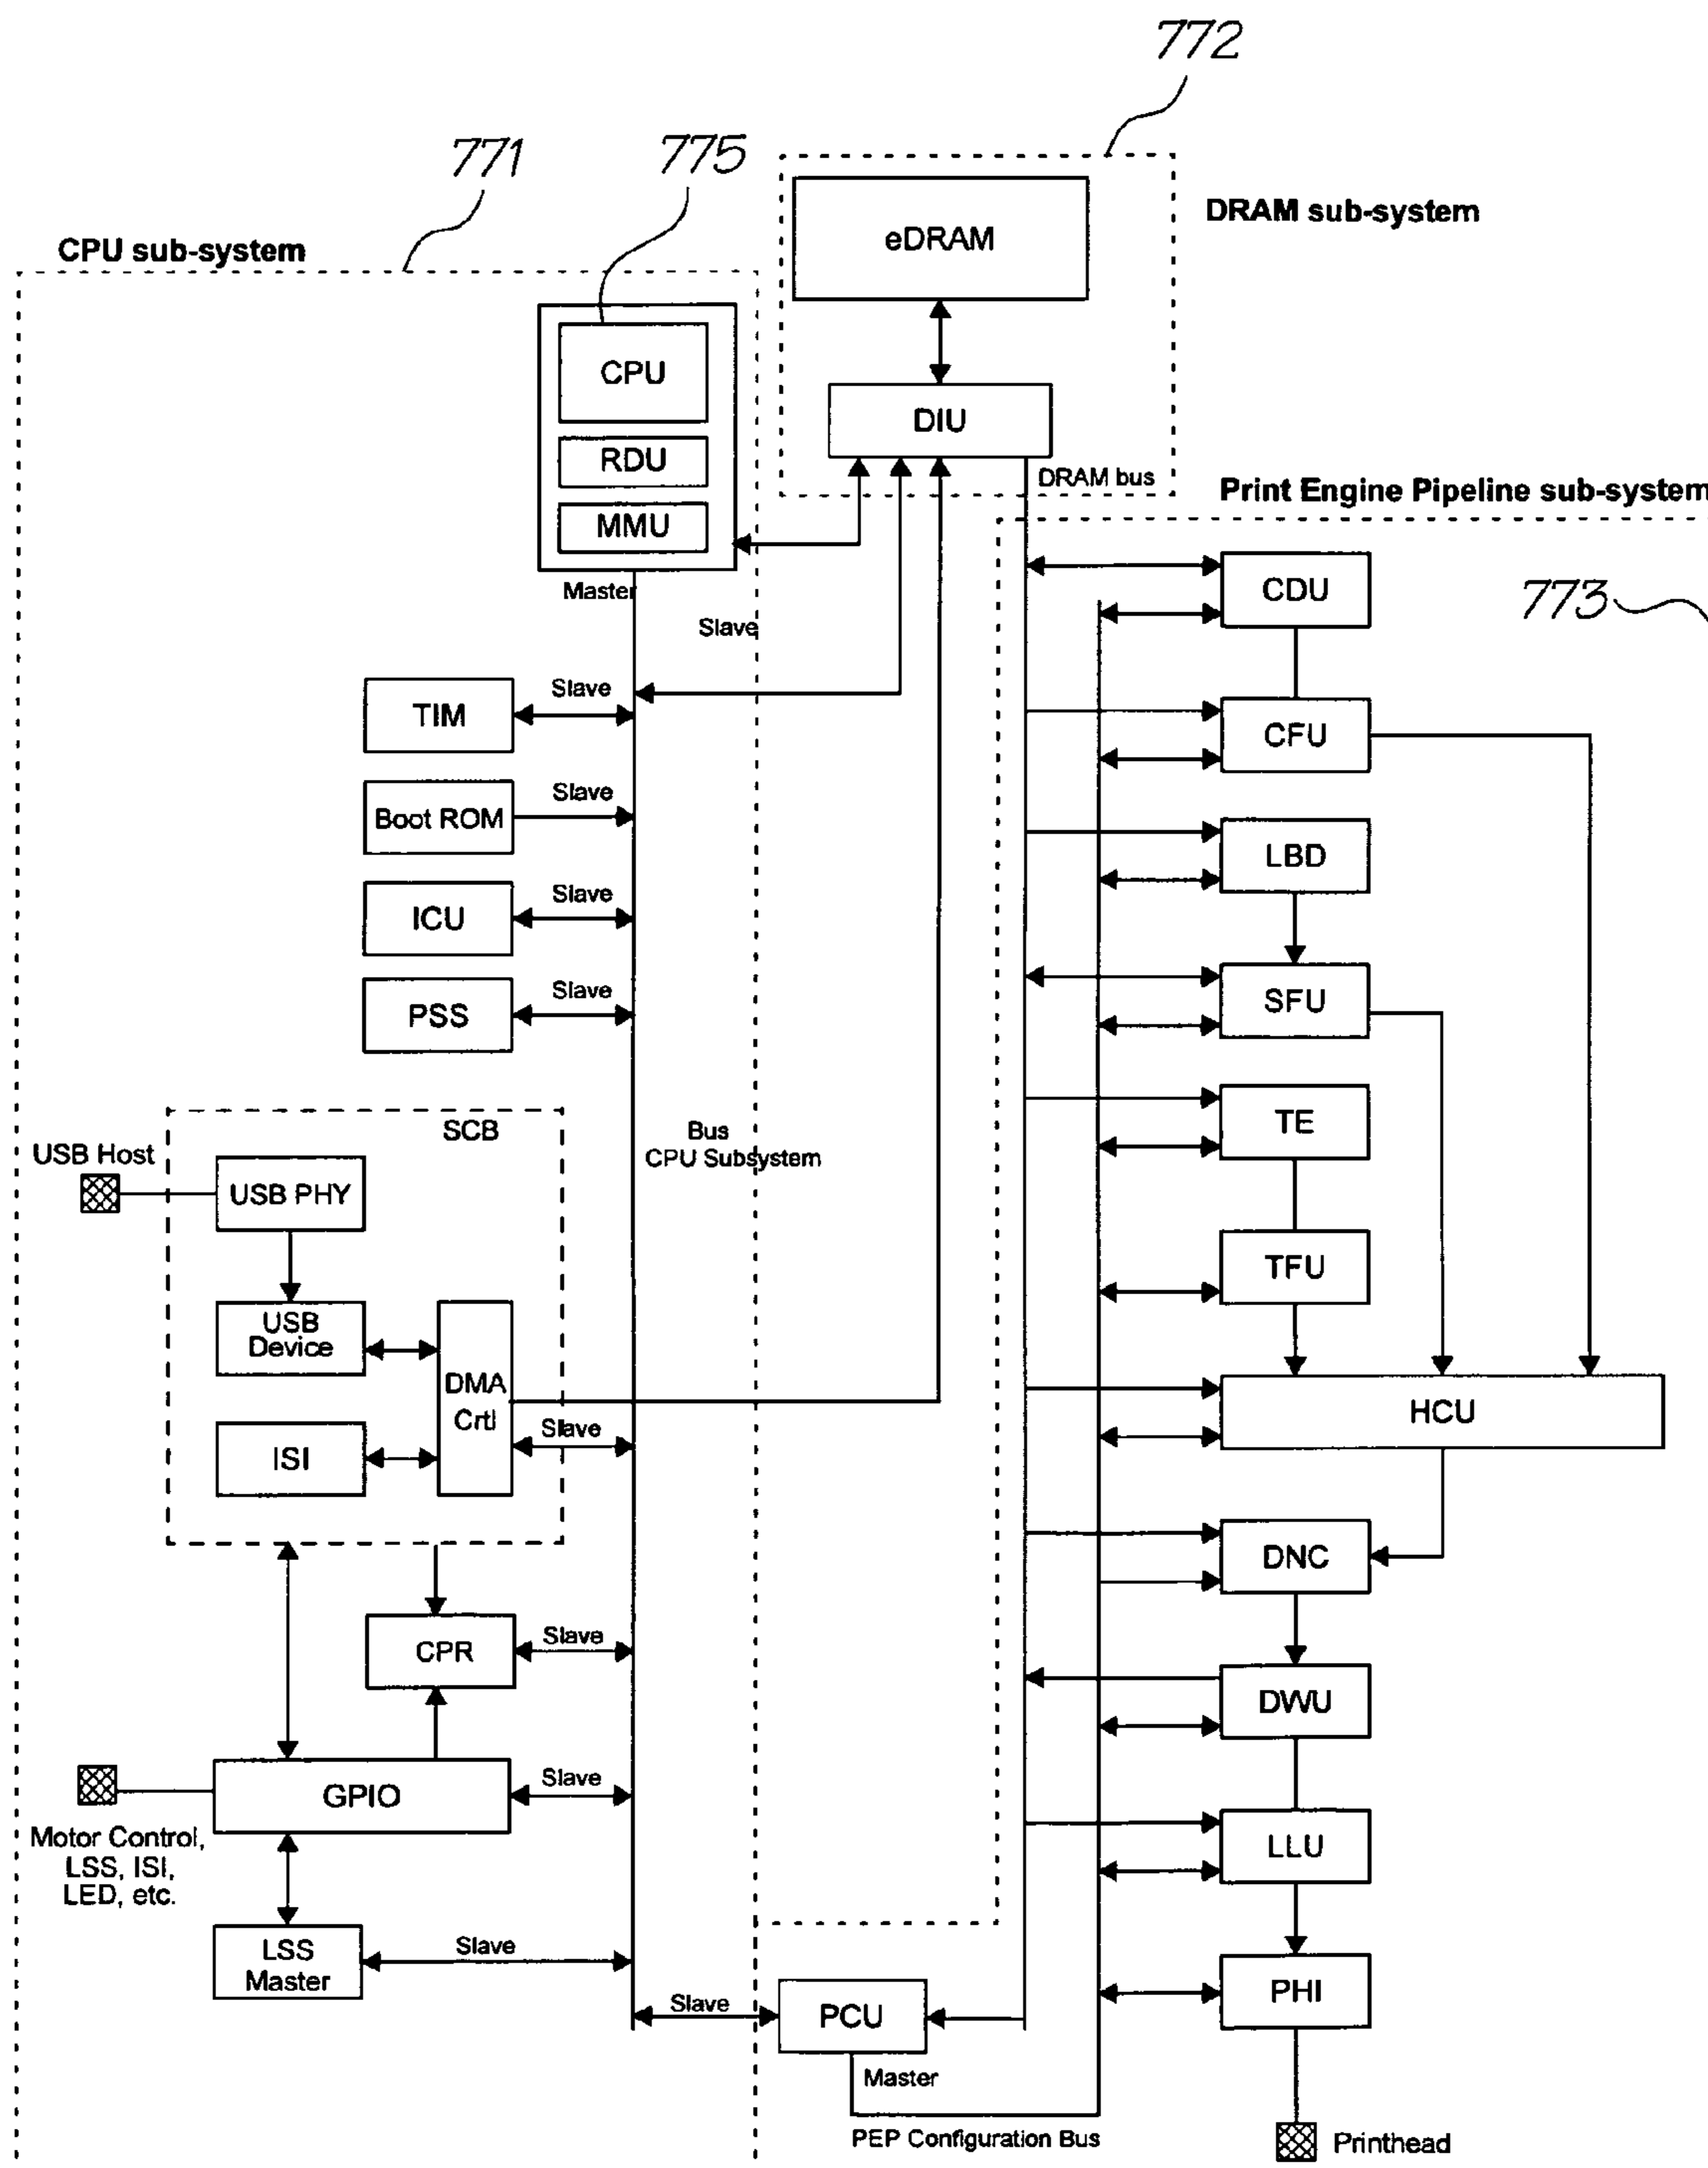 772
771
775
DRAM sub-system
CPU sub-system
eDRAM
CPU
DIU
RDU
DRAM bus
Print Engine Pipeline sub-system
MMU
Master
CDU
773
Slave
TIM
Slave
CFU
Boot ROM
Slave
LBD
ICU
Slave
PSS
Slave
SFU
SCB
Bus
CPU Subsystem
TE
USB Host
USB PHY
TFU
USB
Device
DMA
Crtl
Slave
HCU
ISI
DNC
CPR
Slave
DWU
GPIO
Slave
Motor Control,
LSS, ISI,
LED, etc.
LLU
LSS
Master
Slave
Slave
PCU
PHI
Master
PEP Configuration Bus
Printhead